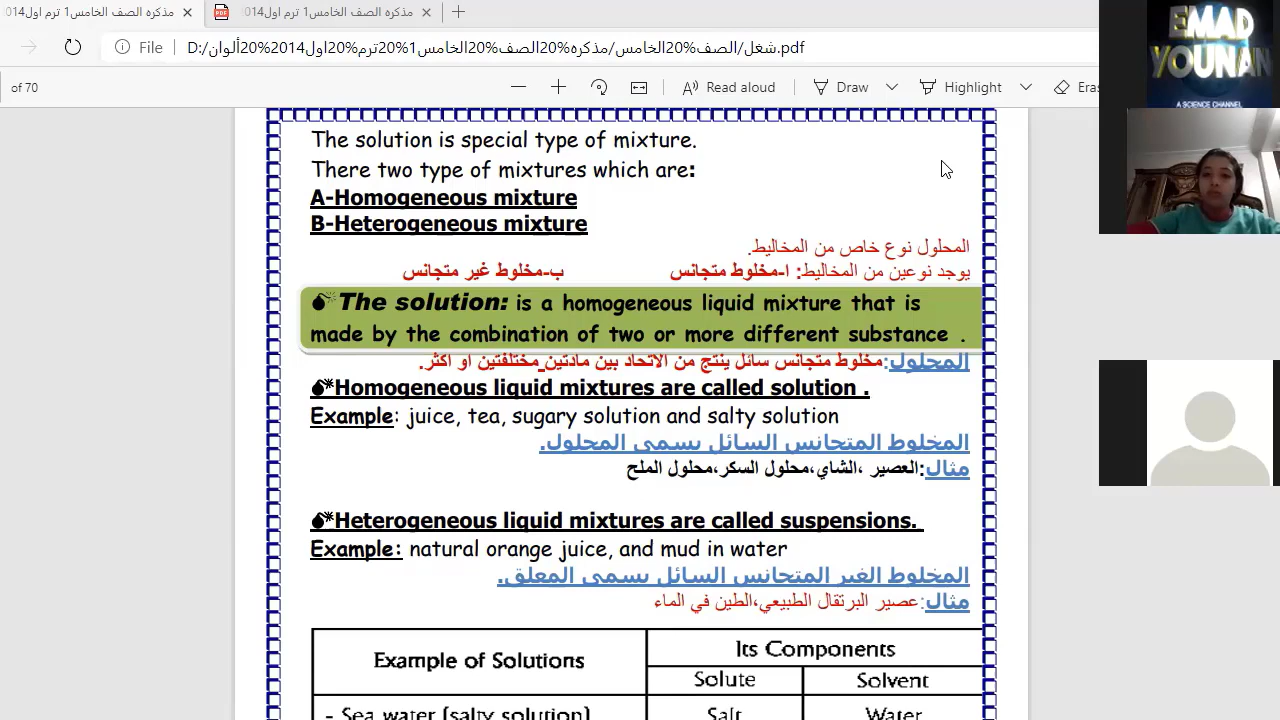 مذكره الصف الخامس1 ترم اول2014
مذكره الصف الخامس1 ترم اول2014
File
D:/شغل/الصف%20الخامس/مذكره%20الصف%20الخامس1%20ترم%20اول2014%20ألوان.pdf
of 70
Read aloud
Draw
Highlight
Eras
The solution is special type of mixture.
There two type of mixtures which are:
A-Homogeneous mixture
B-Heterogeneous mixture
المحلول نوع خاص من المخاليط.
يوجد نوعين من المخاليط: ا-مخلوط متجانس ب-مخلوط غير متجانس
The solution: is a homogeneous liquid mixture that is
made by the combination of two or more different substance .
المحلول:مخلوط متجانس سائل ينتج من الاتحاد بين مادتين مختلفتين او اكثر.
Homogeneous liquid mixtures are called solution .
Example: juice, tea, sugary solution and salty solution
المخلوط المتجانس السائل يسمى المحلول.
مثال:العصير ،الشاي،محلول السكر،محلول الملح
Heterogeneous liquid mixtures are called suspensions.
Example: natural orange juice, and mud in water
المخلوط الغير المتجانس السائل يسمى المعلق.
مثال:عصير البرتقال الطبيعي،الطين في الماء
Example of Solutions
Its Components
Solute
Solvent
- Sea water (salty solution)
Salt
Water
EMAD
YOUNAN
A SCIENCE CHANNEL